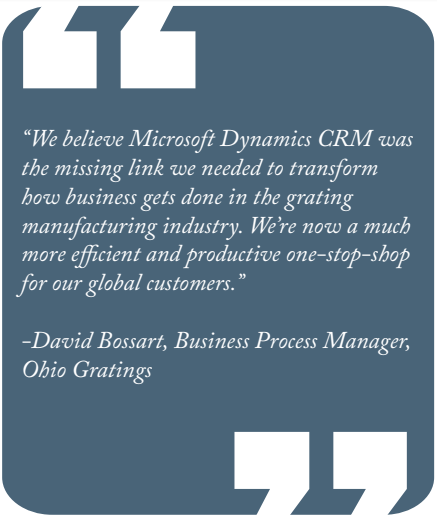 “We believe Microsoft Dynamics CRM was
the missing link we needed to transform
how business gets done in the grating
manufacturing industry. We’re now a much
more efficient and productive one-stop-shop
for our global customers.”
-David Bossart, Business Process Manager,
Ohio Gratings